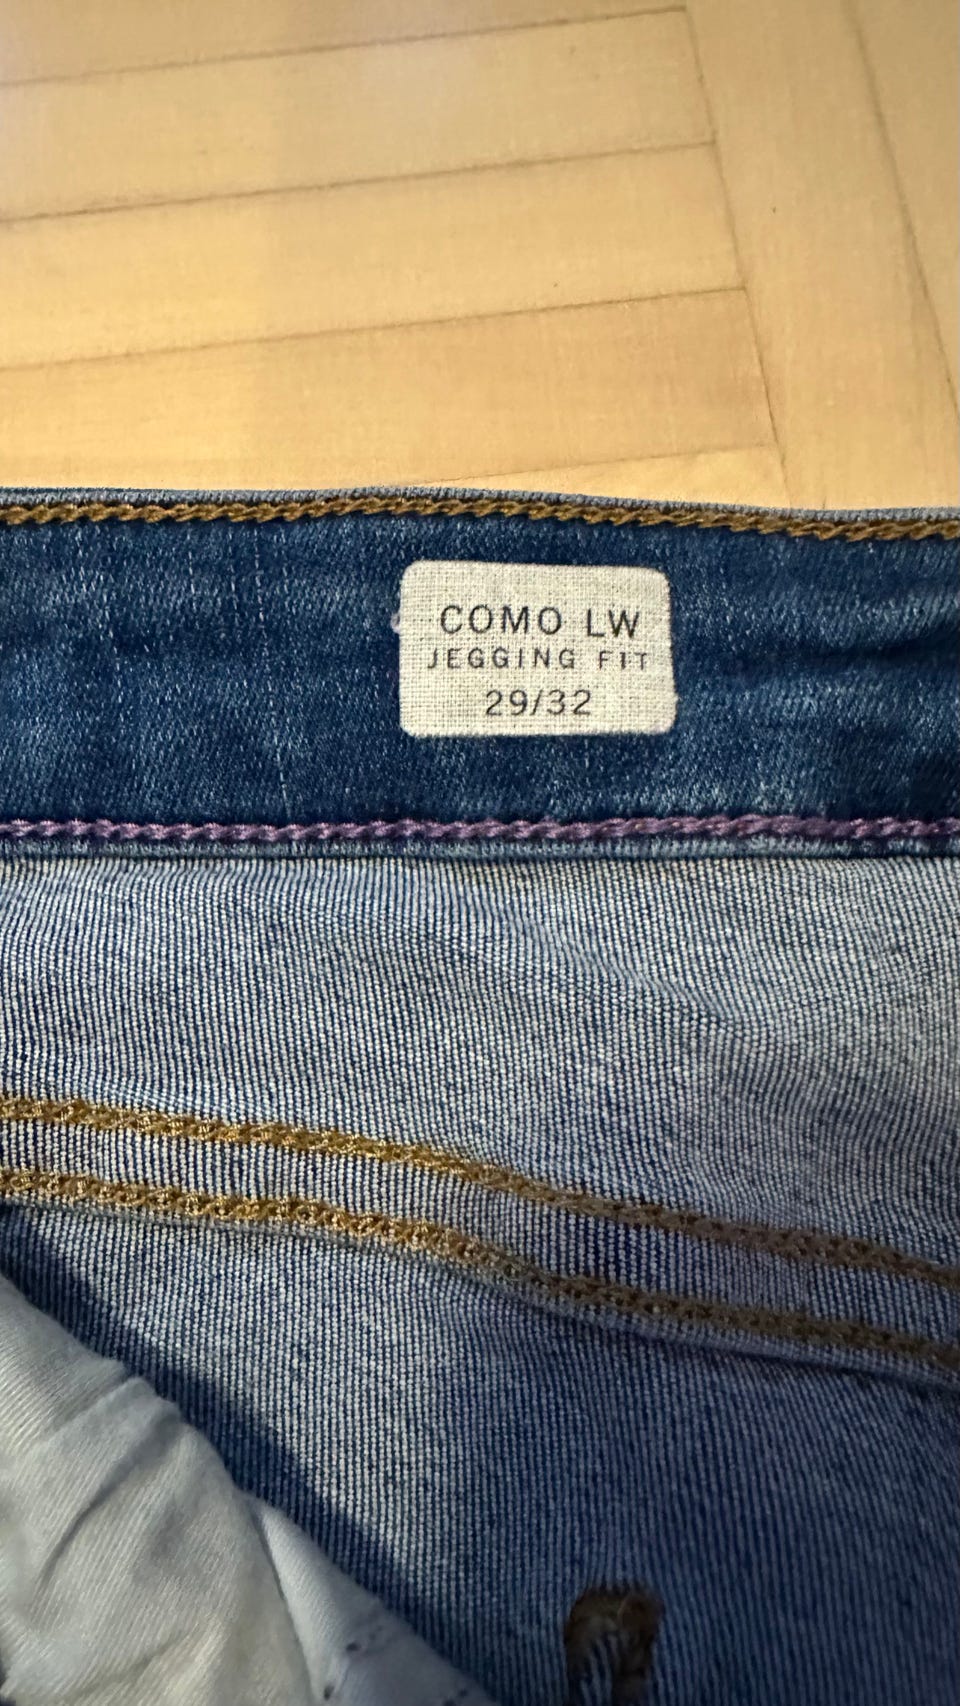 COMO LW
JEGGING FIT
29/32